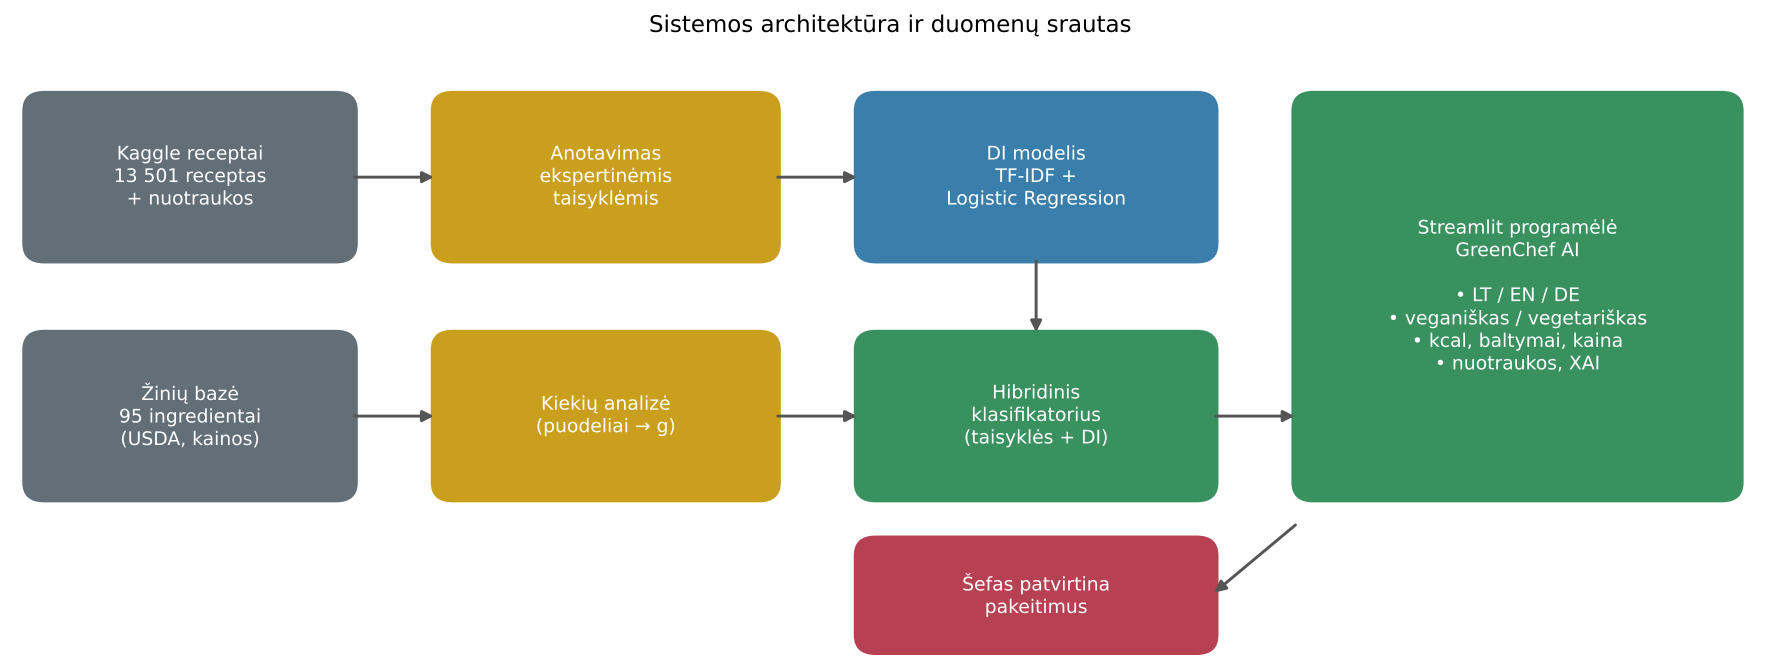 Sistemos architektūra ir duomenų srautas
Kaggle receptai
13 501 receptas
+ nuotraukos
Anotavimas
ekspertinėmis
taisyklėmis
DI modelis
TF-IDF +
Logistic Regression
Streamlit programėlė
GreenChef AI
• LT / EN / DE
• veganiškas / vegetariškas
• kcal, baltymai, kaina
• nuotraukos, XAI
Žinių bazė
95 ingredientai
(USDA, kainos)
Kiekių analizė
(puodeliai → g)
Hibridinis
klasifikatorius
(taisyklės + DI)
Šefas patvirtina
pakeitimus